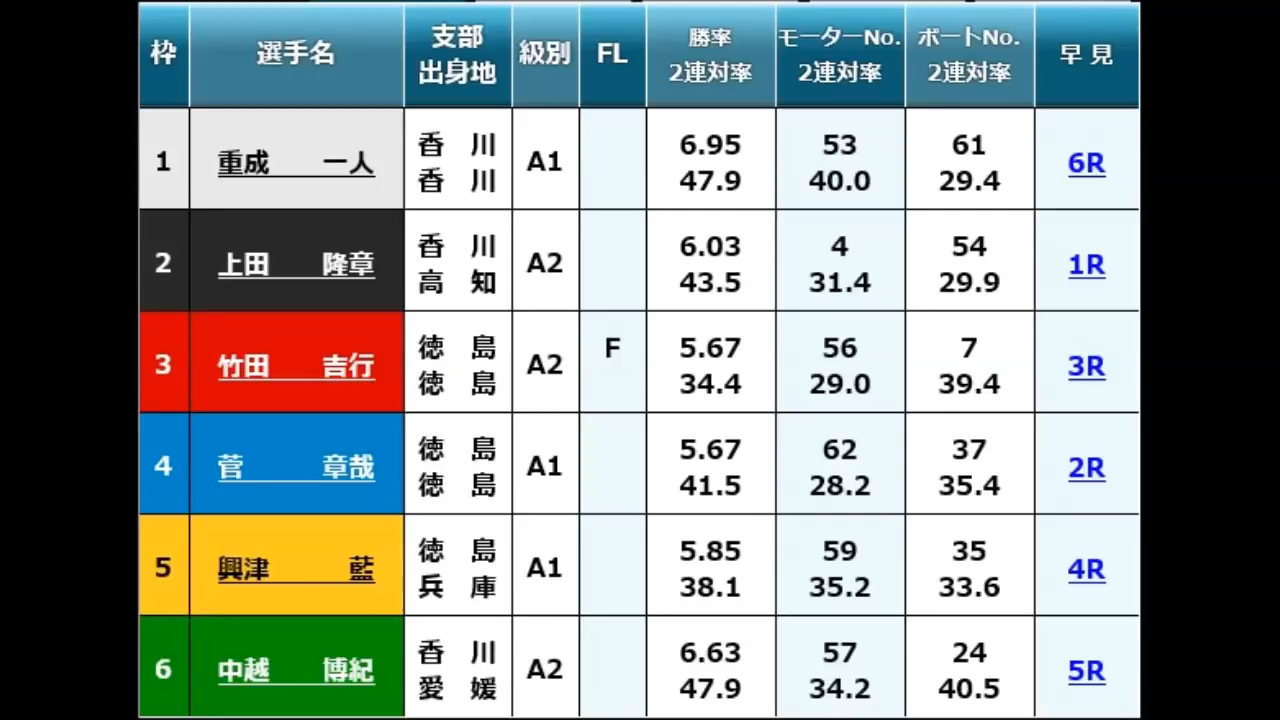 枠 選手名 支部 級別 FL 勝率 モーターNo. ボートNo. 早見
出身地 2連対率 2連対率 2連対率
1 重成 一人 香 川 A1 6.95 53 61 6R
香 川 47.9 40.0 29.4
2 上田 隆章 香 川 A2 6.03 4 54 1R
高 知 43.5 31.4 29.9
3 竹田 吉行 徳 島 A2 F 5.67 56 7 3R
徳 島 34.4 29.0 39.4
4 菅 章哉 徳 島 A1 5.67 62 37 2R
徳 島 41.5 28.2 35.4
5 興津 藍 徳 島 A1 5.85 59 35 4R
兵 庫 38.1 35.2 33.6
6 中越 博紀 香 川 A2 6.63 57 24 5R
愛 媛 47.9 34.2 40.5